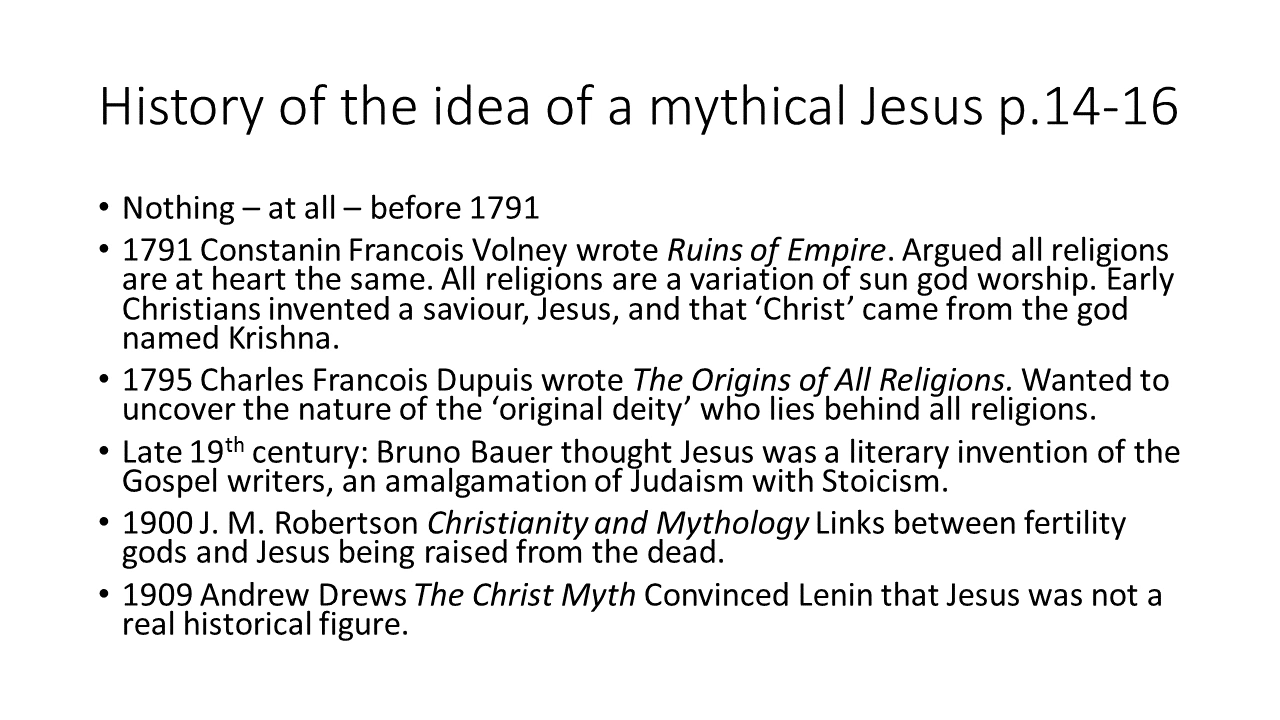 History of the idea of a mythical Jesus p.14-16
• Nothing – at all – before 1791
• 1791 Constanin Francois Volney wrote Ruins of Empire. Argued all religions
are at heart the same. All religions are a variation of sun god worship. Early
Christians invented a saviour, Jesus, and that ‘Christ’ came from the god
named Krishna.
• 1795 Charles Francois Dupuis wrote The Origins of All Religions. Wanted to
uncover the nature of the ‘original deity’ who lies behind all religions.
• Late 19th century: Bruno Bauer thought Jesus was a literary invention of the
Gospel writers, an amalgamation of Judaism with Stoicism.
• 1900 J. M. Robertson Christianity and Mythology Links between fertility
gods and Jesus being raised from the dead.
• 1909 Andrew Drews The Christ Myth Convinced Lenin that Jesus was not a
real historical figure.